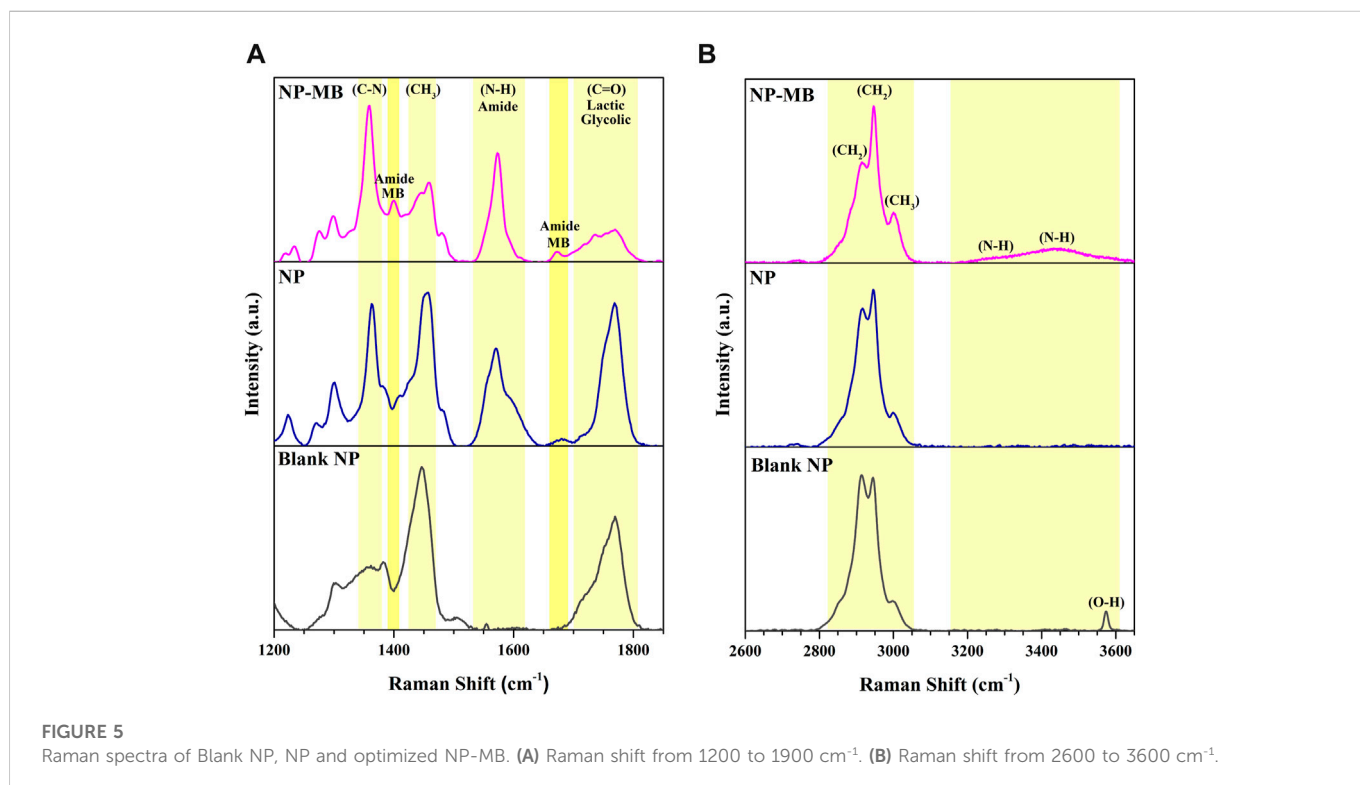 A
NP-MB
(C-N)
(CH₃)
(N-H)
Amide
(C=O)
Lactic
Glycolic
Amide
MB
Amide
MB
NP
Blank NP
Intensity (a.u.)
1200
1400
1600
1800
Raman Shift (cm⁻¹)
B
NP-MB
(CH₂)
(CH₂)
(CH₃)
(N-H)
(N-H)
NP
Blank NP
(O-H)
Intensity (a.u.)
2600
2800
3000
3200
3400
3600
Raman Shift (cm⁻¹)
FIGURE 5
Raman spectra of Blank NP, NP and optimized NP-MB. (A) Raman shift from 1200 to 1900 cm⁻¹. (B) Raman shift from 2600 to 3600 cm⁻¹.